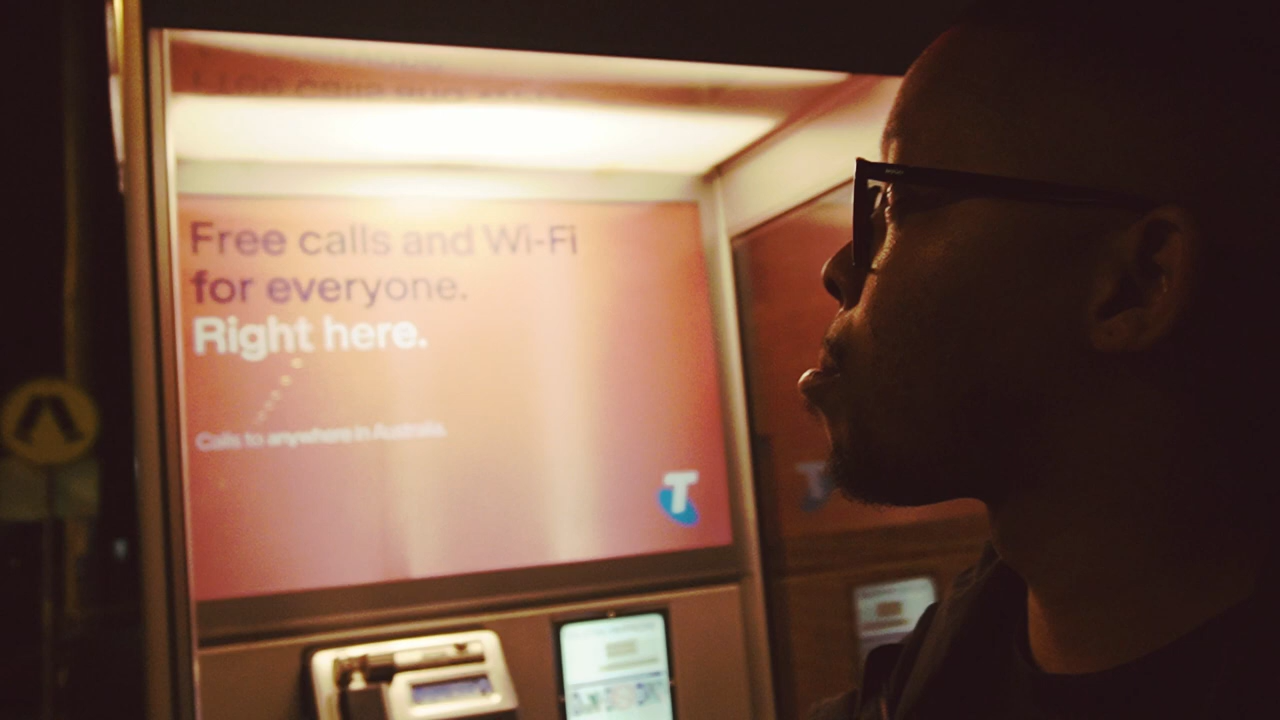 Free calls and Wi-Fi
for everyone.
Right here.
Calls to anywhere in Australia.
T